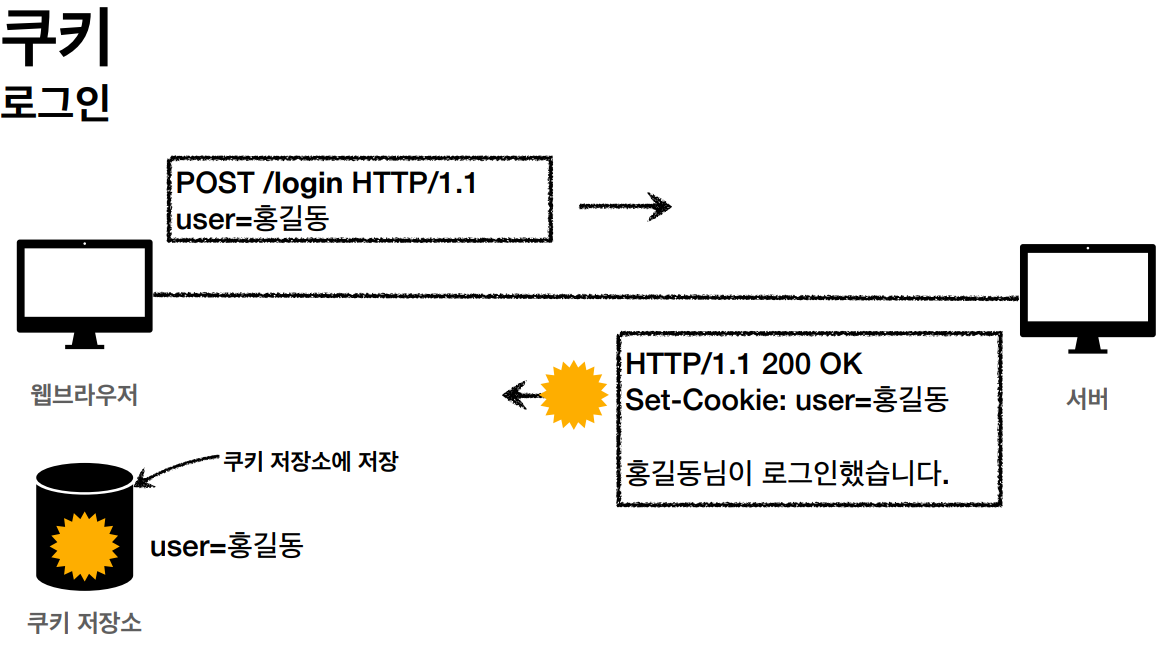 쿠키
로그인
POST /login HTTP/1.1
user=홍길동
웹브라우저
서버
HTTP/1.1 200 OK
Set-Cookie: user=홍길동
홍길동님이 로그인했습니다.
쿠키 저장소에 저장
user=홍길동
쿠키 저장소